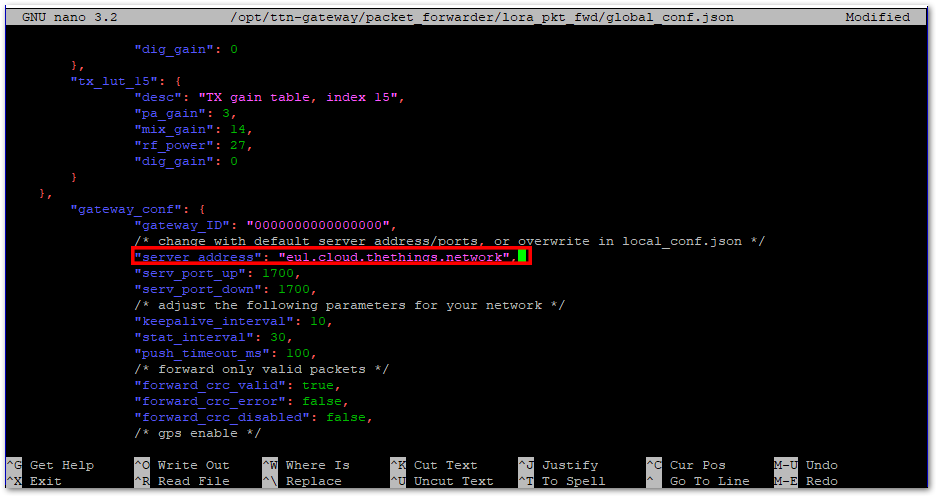 GNU nano 3.2 /opt/ttn-gateway/packet_forwarder/lora_pkt_fwd/global_conf.json Modified
"dig_gain": 0
},
"tx_lut_15": {
"desc": "TX gain table, index 15",
"pa_gain": 3,
"mix_gain": 14,
"rf_power": 27,
"dig_gain": 0
}
},
"gateway_conf": {
"gateway_ID": "0000000000000000",
/* change with default server address/ports, or overwrite in local_conf.json */
"server_address": "eu1.cloud.thethings.network",
"serv_port_up": 1700,
"serv_port_down": 1700,
/* adjust the following parameters for your network */
"keepalive_interval": 10,
"stat_interval": 30,
"push_timeout_ms": 100,
/* forward only valid packets */
"forward_crc_valid": true,
"forward_crc_error": false,
"forward_crc_disabled": false,
/* gps enable */
^G Get Help ^O Write Out ^W Where Is ^K Cut Text ^J Justify ^C Cur Pos M-U Undo
^X Exit ^R Read File ^\ Replace ^U Uncut Text ^T To Spell ^_ Go To Line M-E Redo